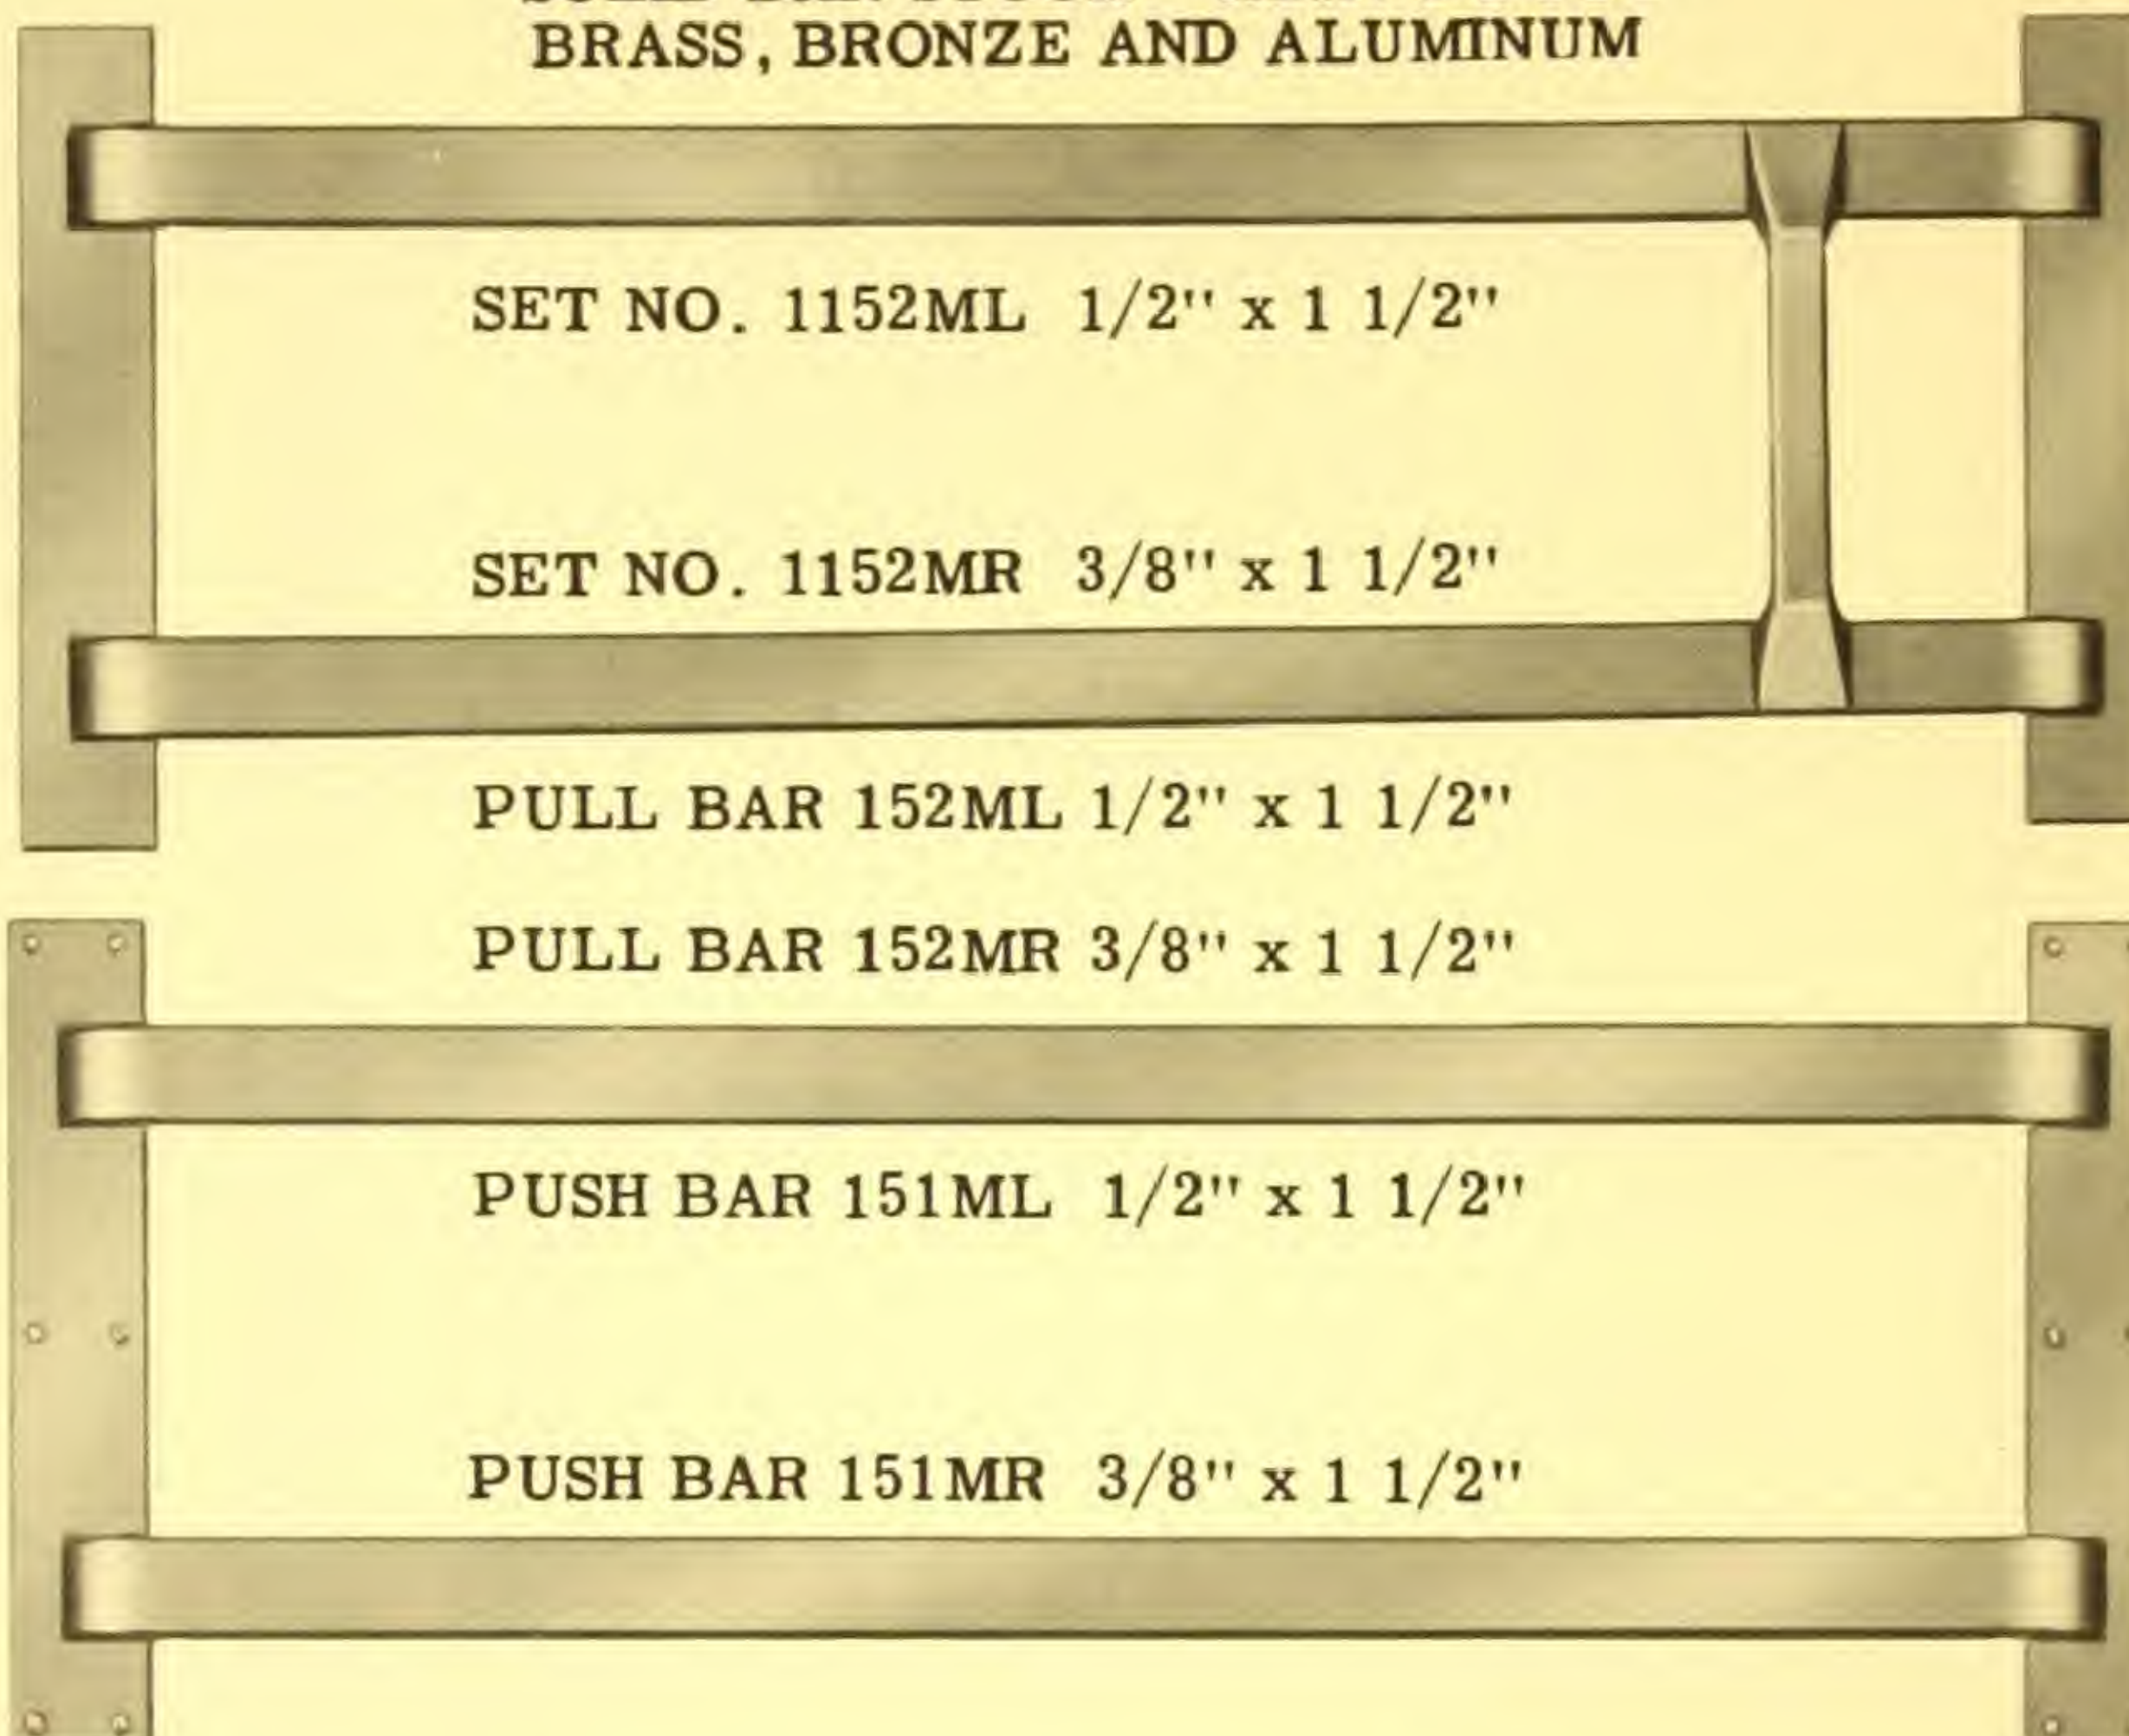 BRASS, BRONZE AND ALUMINUM
SET NO. 1152ML 1/2" x 1 1/2"
SET NO. 1152MR 3/8" x 1 1/2"
PULL BAR 152ML 1/2" x 1 1/2"
PULL BAR 152MR 3/8" x 1 1/2"
PUSH BAR 151ML 1/2" x 1 1/2"
PUSH BAR 151MR 3/8" x 1 1/2"